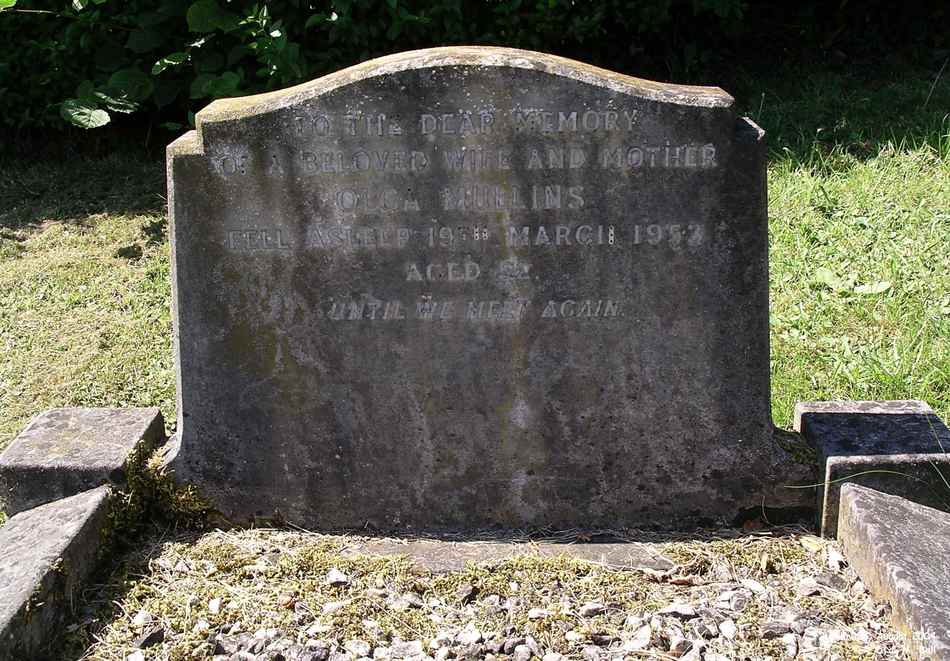 TO THE DEAR MEMORY
OF A BELOVED WIFE AND MOTHER
OLGA MULLINS
FELL ASLEEP 19TH MARCH 1953
AGED
UNTIL WE MEET AGAIN.